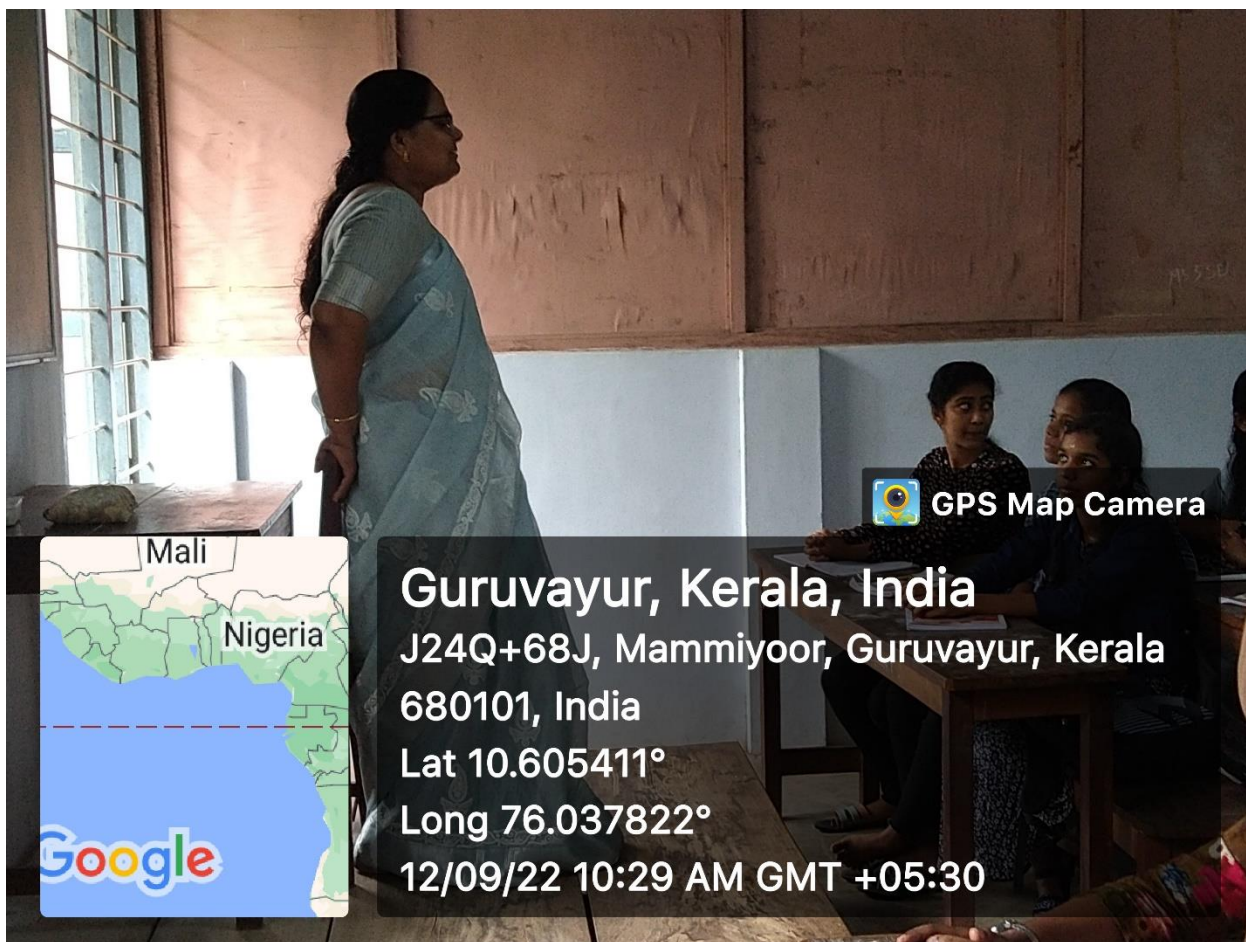 Mali
Nigeria
Google
GPS Map Camera
Guruvayur, Kerala, India
J24Q+68J, Mammiyoor, Guruvayur, Kerala
680101, India
Lat 10.605411°
Long 76.037822°
12/09/22 10:29 AM GMT +05:30